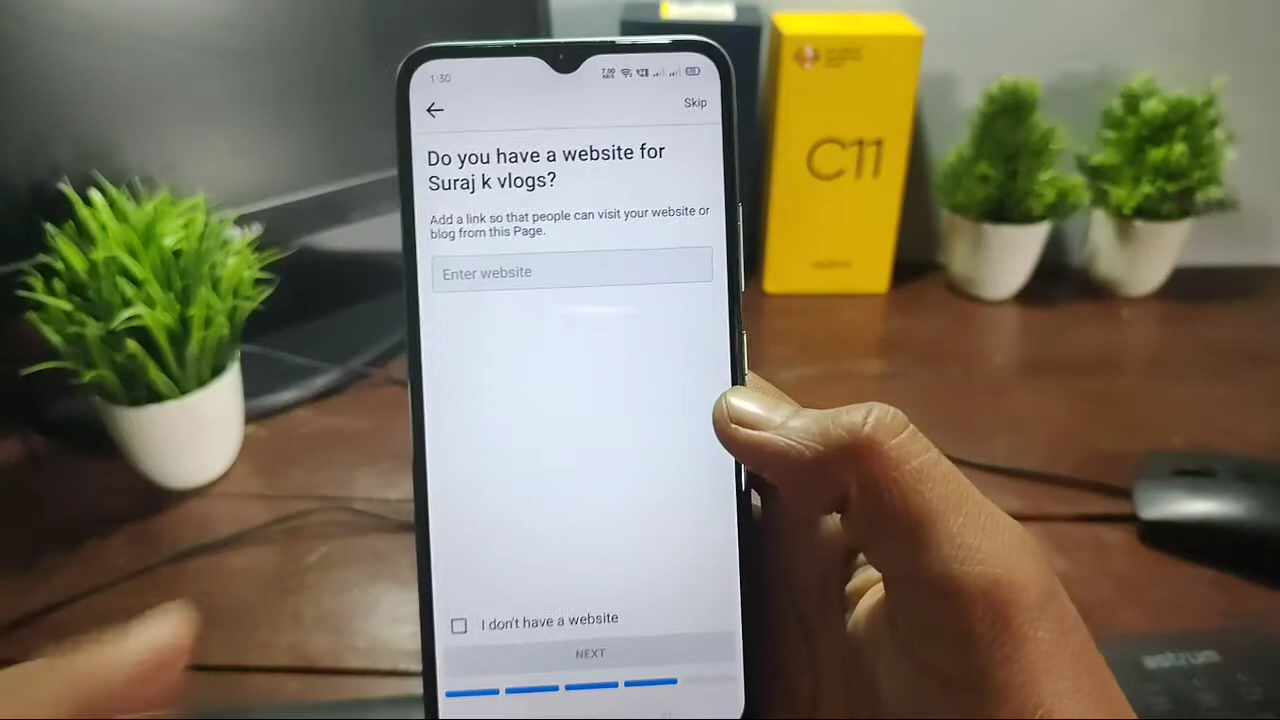 1:30
Skip
Do you have a website for
Suraj k vlogs?
Add a link so that people can visit your website or
blog from this Page.
Enter website
I don't have a website
NEXT
C11
astrum